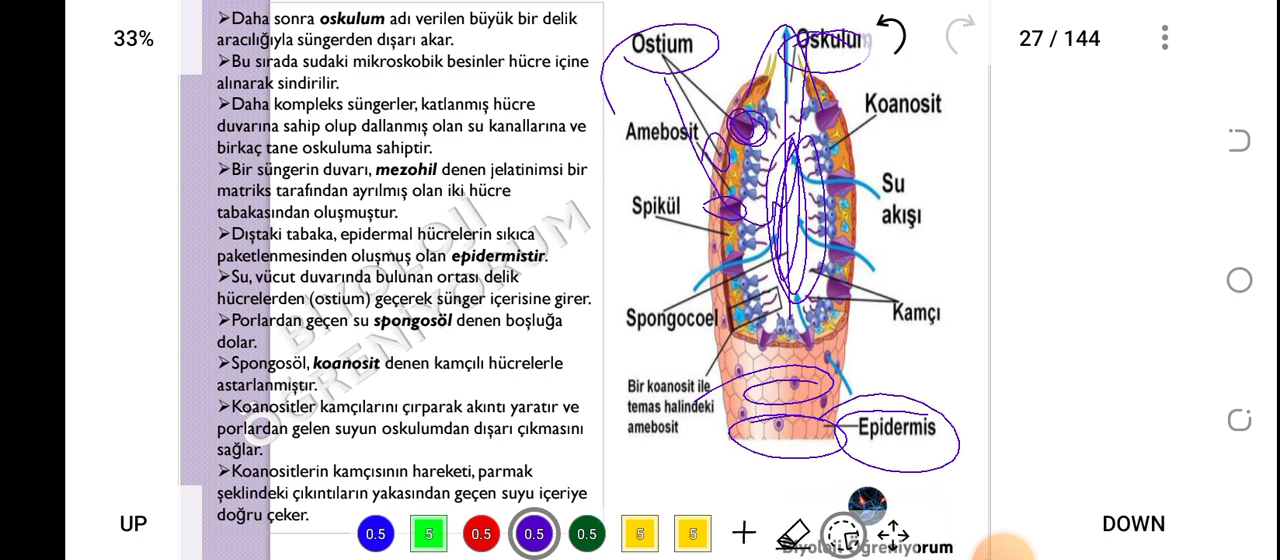 33%
27 / 144
➢Daha sonra oskulum adı verilen büyük bir delik
aracılığıyla süngerden dışarı akar.
➢Bu sırada sudaki mikroskobik besinler hücre içine
alınarak sindirilir.
➢Daha kompleks süngerler, katlanmış hücre
duvarına sahip olup dallanmış olan su kanallarına ve
birkaç tane oskuluma sahiptir.
➢Bir süngerin duvarı, mezohil denen jelatinimsi bir
matriks tarafından ayrılmış olan iki hücre
tabakasından oluşmuştur.
➢Dıştaki tabaka, epidermal hücrelerin sıkıca
paketlenmesinden oluşmuş olan epidermistir.
➢Su, vücut duvarında bulunan ortası delik
hücrelerden (ostium) geçerek sünger içerisine girer.
➢Porlardan geçen su spongosöl denen boşluğa
dolar.
➢Spongosöl, koanosit denen kamçılı hücrelerle
astarlanmıştır.
➢Koanositler kamçılarını çırparak akıntı yaratır ve
porlardan gelen suyun oskulumdan dışarı çıkmasını
sağlar.
➢Koanositlerin kamçısının hareketi, parmak
şeklindeki çıkıntıların yakasından geçen suyu içeriye
doğru çeker.
BİYOLOJİ
ÖĞRENİYORUM
Ostium
Oskulum
Koanosit
Amebosit
Su
akışı
Spikül
Spongocoel
Kamçı
Bir koanosit ile
temas halindeki
amebosit
Epidermis
UP
0.5
5
0.5
0.5
0.5
5
5
DOWN
Biyoloji Öğreniyorum